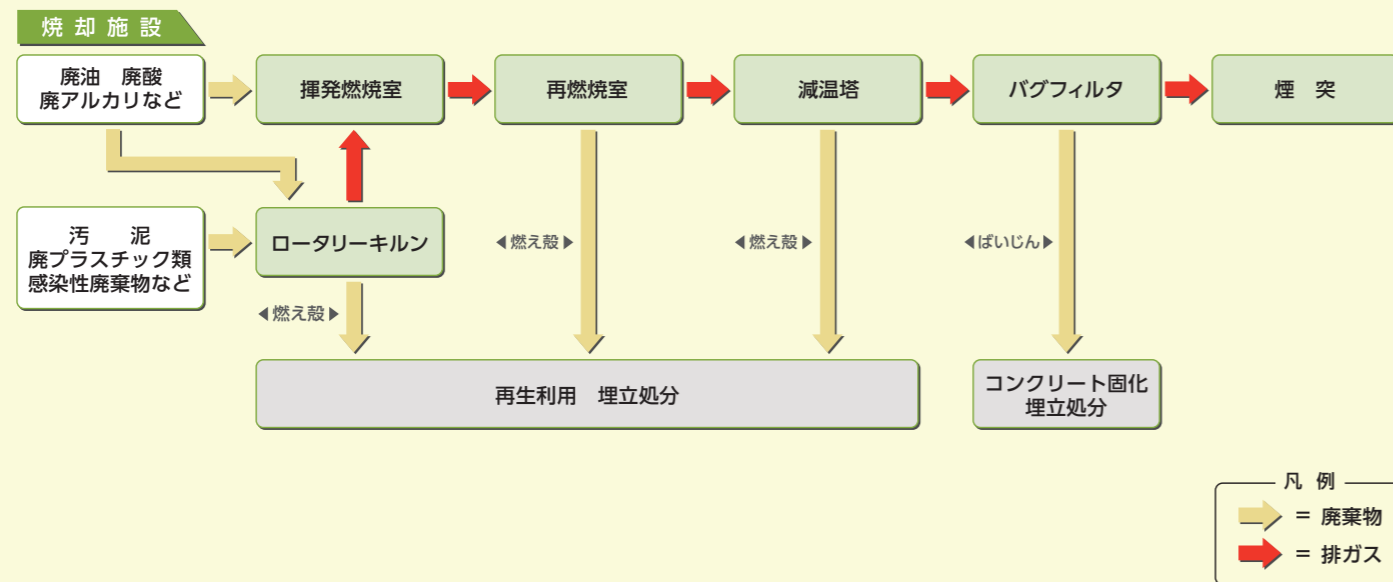 焼却施設
廃油　廃酸
廃アルカリなど
揮発燃焼室
再燃焼室
減温塔
バグフィルタ
煙　突
汚　　泥
廃プラスチック類
感染性廃棄物など
ロータリーキルン
◀燃え殻▶
◀燃え殻▶
◀ばいじん▶
◀燃え殻▶
再生利用　埋立処分
コンクリート固化
埋立処分
凡 例
= 廃棄物
= 排ガス